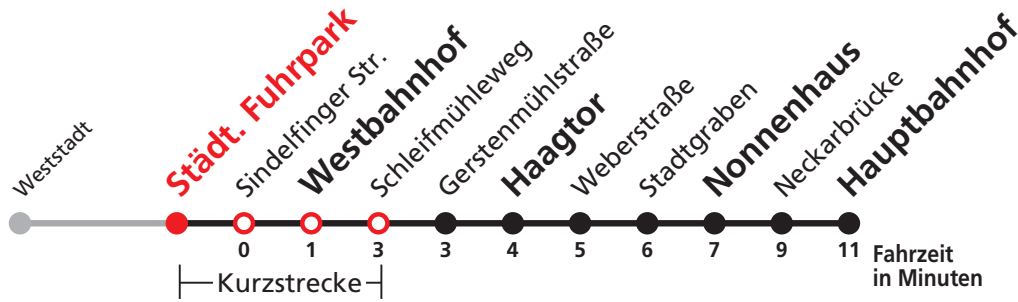 Weststadt
Städt. Fuhrpark
Sindelfinger Str.
Westbahnhof
Schleifmühleweg
Gerstenmühlstraße
Haagtor
Weberstraße
Stadtgraben
Nonnenhaus
Neckarbrücke
Hauptbahnhof
0 1 3 3 4 5 6 7 9 11 Fahrzeit
in Minuten
Kurzstrecke